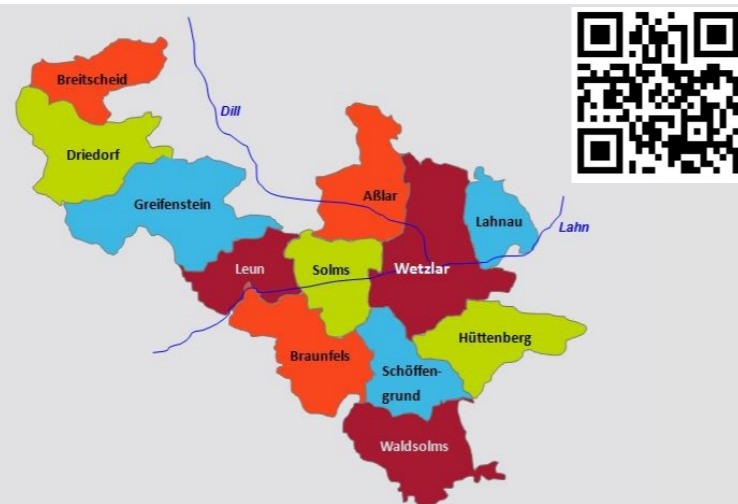 Breitscheid
Dill
Driedorf
Aßlar
Greifenstein
Lahnau
Lahn
Leun
Solms
Wetzlar
Hüttenberg
Braunfels
Schöffen-
grund
Waldsolms